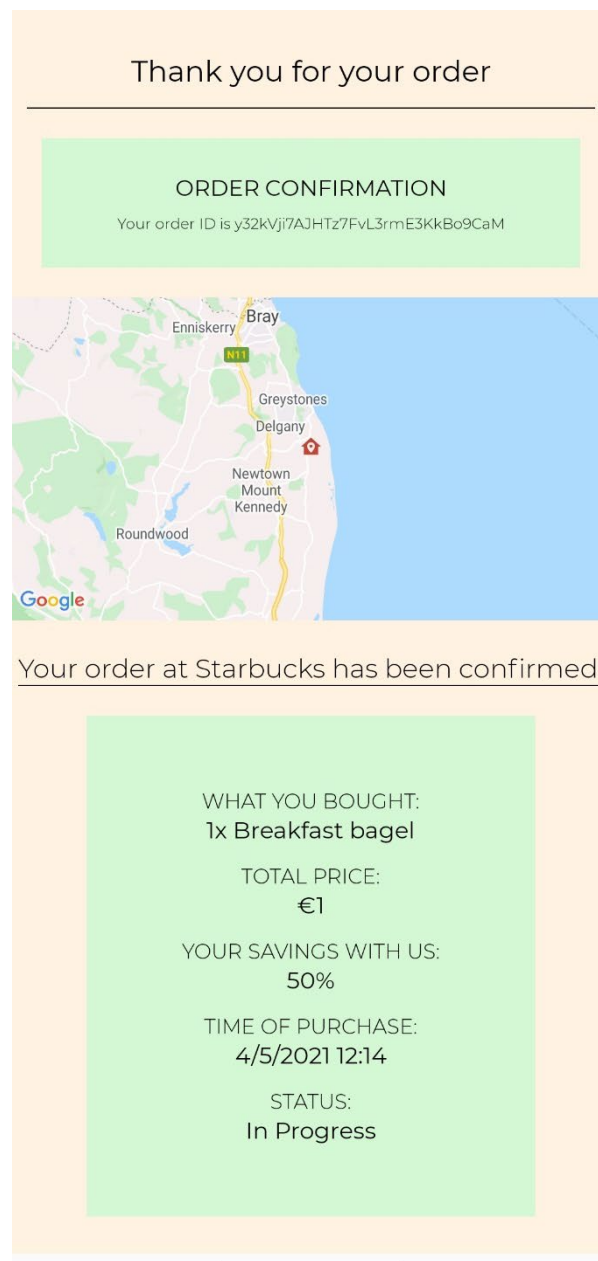 Thank you for your order
ORDER CONFIRMATION
Your order ID is y32kVji7AJHTz7FvL3rmE3KkBo9CaM
Bray
Enniskerry
N11
Greystones
Delgany
Newtown
Mount
Kennedy
Roundwood
Google
Your order at Starbucks has been confirmed
WHAT YOU BOUGHT:
1x Breakfast bagel
TOTAL PRICE:
€1
YOUR SAVINGS WITH US:
50%
TIME OF PURCHASE:
4/5/2021 12:14
STATUS:
In Progress